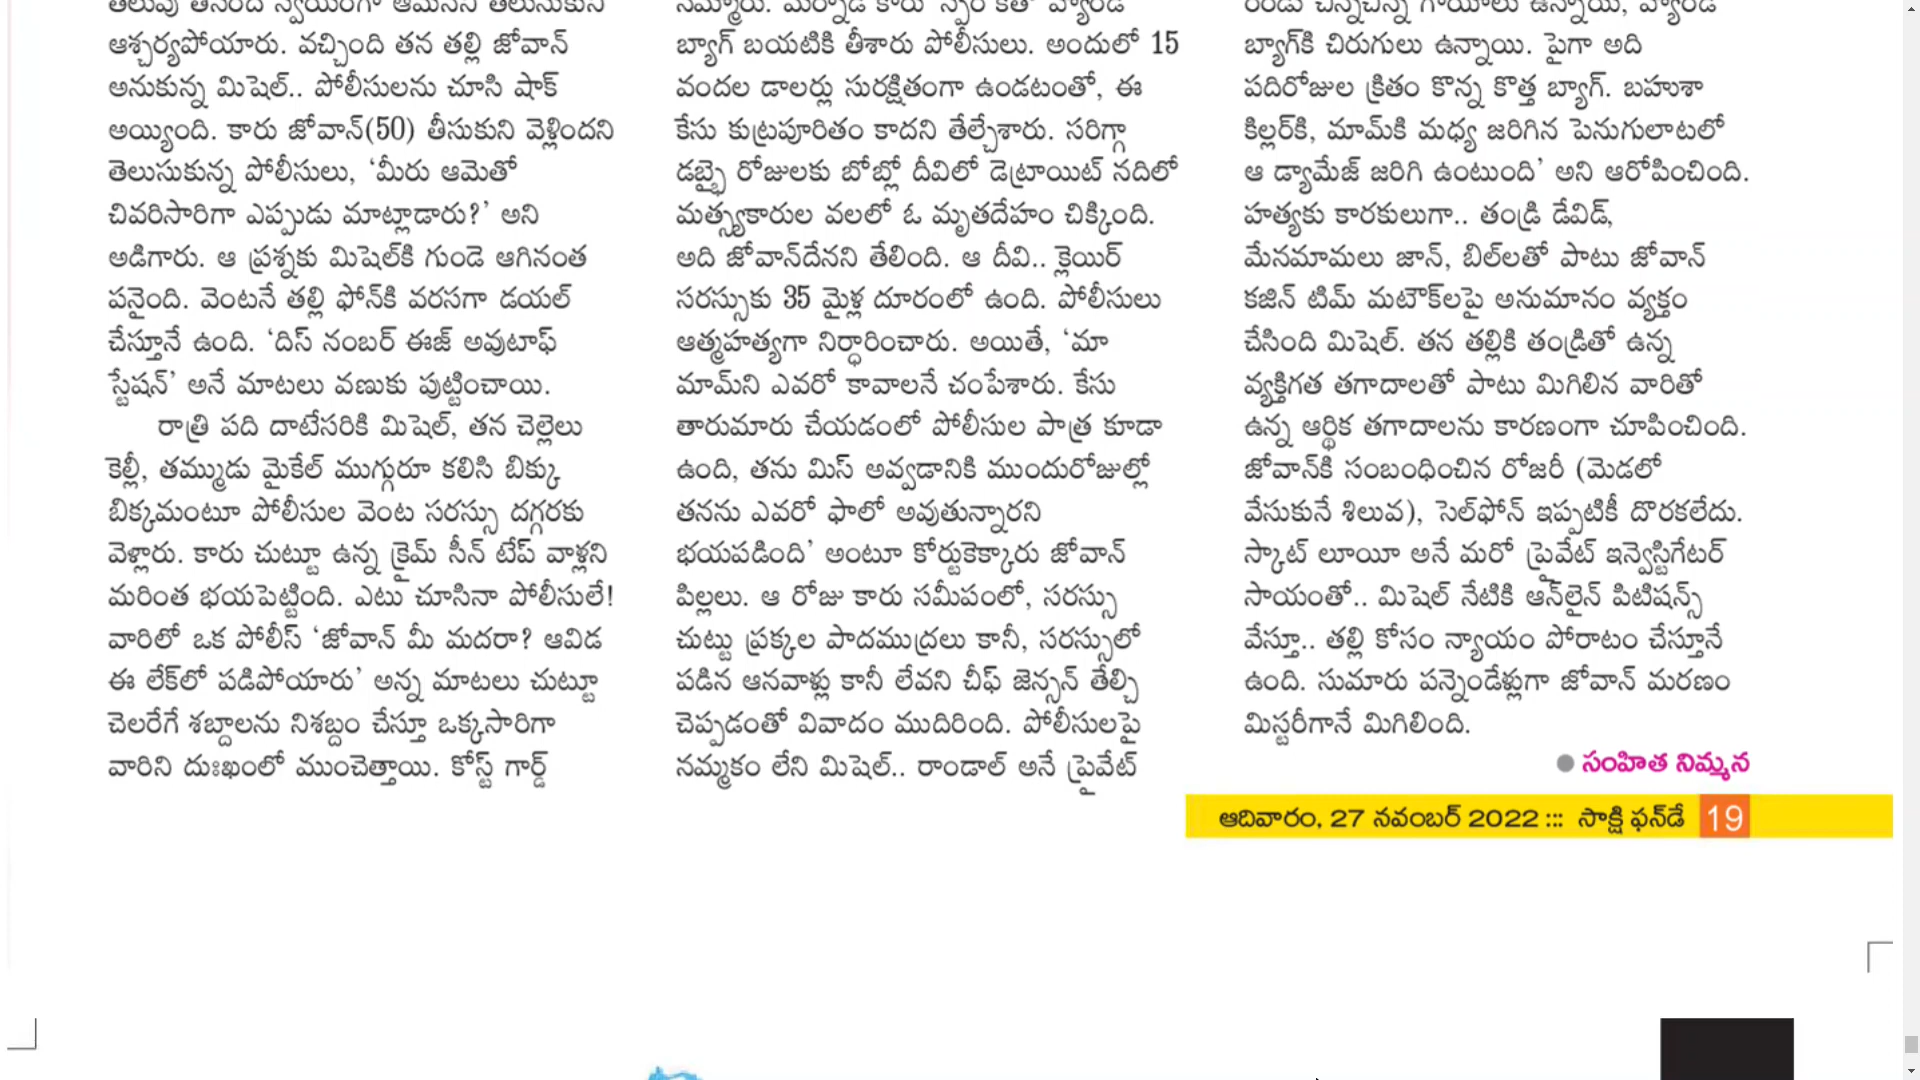 ఆశ్చర్యపోయారు. వచ్చింది తన తల్లి జోవాన్
అనుకున్న మిషెల్.. పోలీసులను చూసి షాక్
అయ్యింది. కారు జోవాన్(50) తీసుకుని వెళ్లిందని
తెలుసుకున్న పోలీసులు, ‘మీరు ఆమెతో
చివరిసారిగా ఎప్పుడు మాట్లాడారు?’ అని
అడిగారు. ఆ ప్రశ్నకు మిషెల్‌కి గుండె ఆగినంత
పనైంది. వెంటనే తల్లి ఫోన్‌కి వరసగా డయల్
చేస్తూనే ఉంది. ‘దిస్ నంబర్ ఈజ్ అవుటాఫ్
స్టేషన్’ అనే మాటలు వణుకు పుట్టించాయి.
రాత్రి పది దాటేసరికి మిషెల్, తన చెల్లెలు
కెల్లీ, తమ్ముడు మైకేల్ ముగ్గురూ కలిసి బిక్కు
బిక్కమంటూ పోలీసుల వెంట సరస్సు దగ్గరకు
వెళ్లారు. కారు చుట్టూ ఉన్న క్రైమ్ సీన్ టేప్ వాళ్లని
మరింత భయపెట్టింది. ఎటు చూసినా పోలీసులే!
వారిలో ఒక పోలీస్ ‘జోవాన్ మీ మదరా? ఆవిడ
ఈ లేక్‌లో పడిపోయారు’ అన్న మాటలు చుట్టూ
చెలరేగే శబ్దాలను నిశబ్దం చేస్తూ ఒక్కసారిగా
వారిని దుఃఖంలో ముంచెత్తాయి. కోస్ట్ గార్డ్
బ్యాగ్ బయటికి తీశారు పోలీసులు. అందులో 15
వందల డాలర్లు సురక్షితంగా ఉండటంతో, ఈ
కేసు కుట్రపూరితం కాదని తేల్చేశారు. సరిగ్గా
డబ్బై రోజులకు బోబ్లో దీవిలో డెట్రాయిట్ నదిలో
మత్స్యకారుల వలలో ఓ మృతదేహం చిక్కింది.
అది జోవాన్‌దేనని తేలింది. ఆ దీవి.. క్లెయిర్
సరస్సుకు 35 మైళ్ల దూరంలో ఉంది. పోలీసులు
ఆత్మహత్యగా నిర్ధారించారు. అయితే, ‘మా
మామ్‌ని ఎవరో కావాలనే చంపేశారు. కేసు
తారుమారు చేయడంలో పోలీసుల పాత్ర కూడా
ఉంది, తను మిస్ అవ్వడానికి ముందురోజుల్లో
తనను ఎవరో ఫాలో అవుతున్నారని
భయపడింది’ అంటూ కోర్టుకెక్కారు జోవాన్
పిల్లలు. ఆ రోజు కారు సమీపంలో, సరస్సు
చుట్టు ప్రక్కల పాదముద్రలు కానీ, సరస్సులో
పడిన ఆనవాళ్లు కానీ లేవని చీఫ్ జెన్సన్ తేల్చి
చెప్పడంతో వివాదం ముదిరింది. పోలీసులపై
నమ్మకం లేని మిషెల్.. రాండాల్ అనే ప్రైవేట్
బ్యాగ్‌కి చిరుగులు ఉన్నాయి. పైగా అది
పదిరోజుల క్రితం కొన్న కొత్త బ్యాగ్. బహుశా
కిల్లర్‌కి, మామ్‌కి మధ్య జరిగిన పెనుగులాటలో
ఆ డ్యామేజ్ జరిగి ఉంటుంది’ అని ఆరోపించింది.
హత్యకు కారకులుగా.. తండ్రి డేవిడ్,
మేనమామలు జాన్, బిల్‌లతో పాటు జోవాన్
కజిన్ టిమ్ మటౌక్‌లపై అనుమానం వ్యక్తం
చేసింది మిషెల్. తన తల్లికి తండ్రితో ఉన్న
వ్యక్తిగత తగాదాలతో పాటు మిగిలిన వారితో
ఉన్న ఆర్థిక తగాదాలను కారణంగా చూపించింది.
జోవాన్‌కి సంబంధించిన రోజరీ (మెడలో
వేసుకునే శిలువ), సెల్‌ఫోన్ ఇప్పటికీ దొరకలేదు.
స్కాట్ లూయీ అనే మరో ప్రైవేట్ ఇన్వెస్టిగేటర్
సాయంతో.. మిషెల్ నేటికి ఆన్‌లైన్ పిటిషన్స్
వేస్తూ.. తల్లి కోసం న్యాయం పోరాటం చేస్తూనే
ఉంది. సుమారు పన్నెండేళ్లుగా జోవాన్ మరణం
మిస్టరీగానే మిగిలింది.
● సంహిత నిమ్మన
ఆదివారం, 27 నవంబర్ 2022 ::: సాక్షి ఫన్‌డే 19